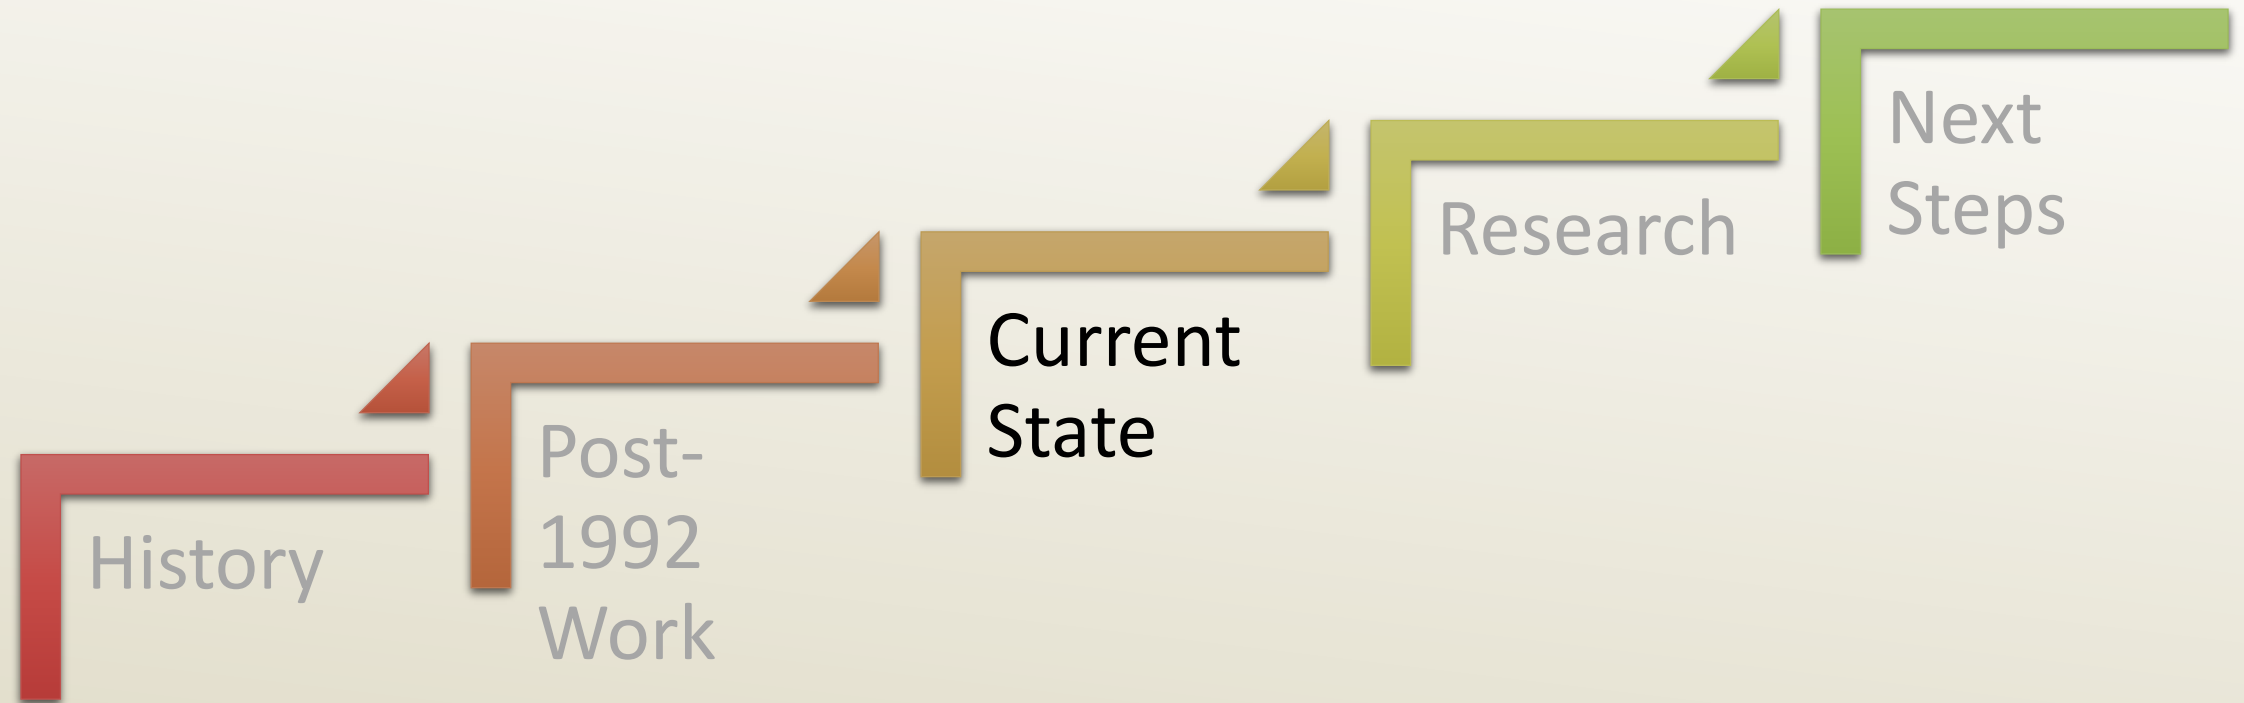 History
Post-
1992
Work
Current
State
Research
Next
Steps